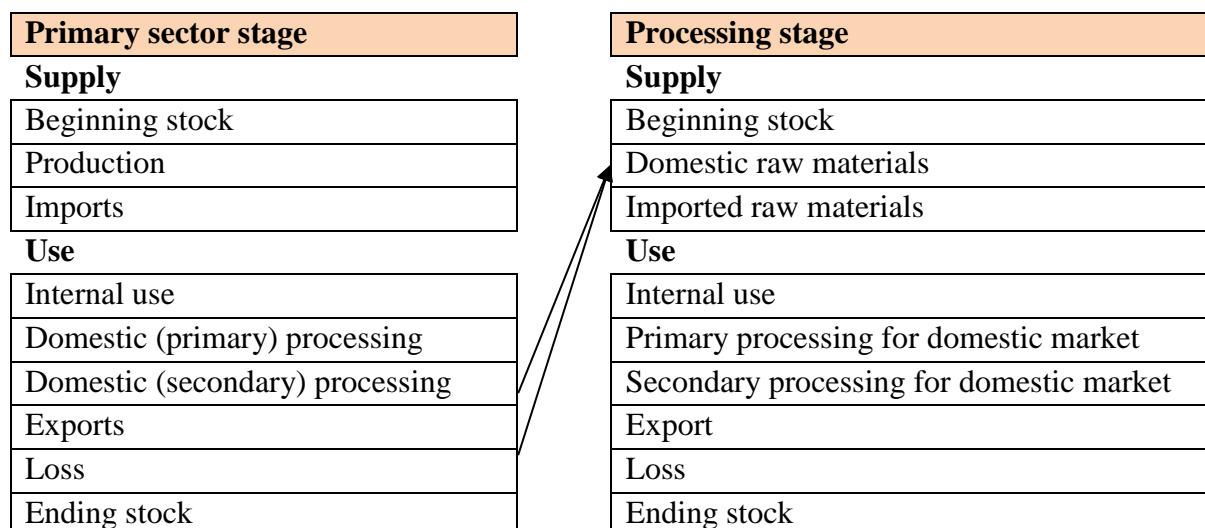 Primary sector stage
Supply
Beginning stock
Production
Imports
Use
Internal use
Domestic (primary) processing
Domestic (secondary) processing
Exports
Loss
Ending stock
Processing stage
Supply
Beginning stock
Domestic raw materials
Imported raw materials
Use
Internal use
Primary processing for domestic market
Secondary processing for domestic market
Export
Loss
Ending stock